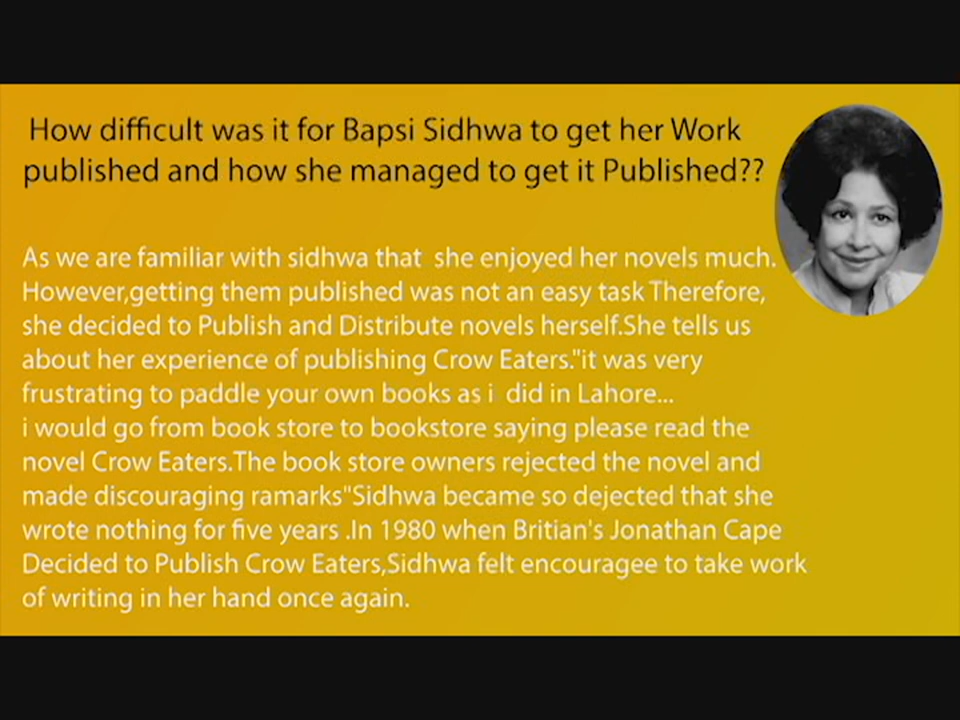 How difficult was it for Bapsi Sidhwa to get her Work
published and how she managed to get it Published??
As we are familiar with sidhwa that she enjoyed her novels much.
However,getting them published was not an easy task Therefore,
she decided to Publish and Distribute novels herself.She tells us
about her experience of publishing Crow Eaters."it was very
frustrating to paddle your own books as i did in Lahore...
i would go from book store to bookstore saying please read the
novel Crow Eaters.The book store owners rejected the novel and
made discouraging ramarks"Sidhwa became so dejected that she
wrote nothing for five years .In 1980 when Britian's Jonathan Cape
Decided to Publish Crow Eaters,Sidhwa felt encouragee to take work
of writing in her hand once again.